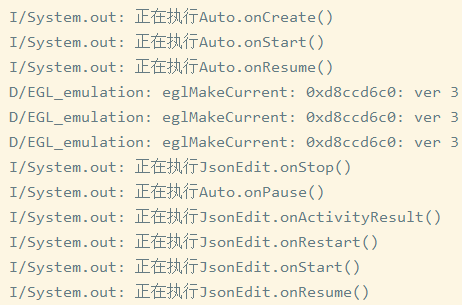 I/System.out: 正在执行Auto.onCreate()
I/System.out: 正在执行Auto.onStart()
I/System.out: 正在执行Auto.onResume()
D/EGL_emulation: eglMakeCurrent: 0xd8ccd6c0: ver 3
D/EGL_emulation: eglMakeCurrent: 0xd8ccd6c0: ver 3
D/EGL_emulation: eglMakeCurrent: 0xd8ccd6c0: ver 3
I/System.out: 正在执行JsonEdit.onStop()
I/System.out: 正在执行Auto.onPause()
I/System.out: 正在执行JsonEdit.onActivityResult()
I/System.out: 正在执行JsonEdit.onRestart()
I/System.out: 正在执行JsonEdit.onStart()
I/System.out: 正在执行JsonEdit.onResume()